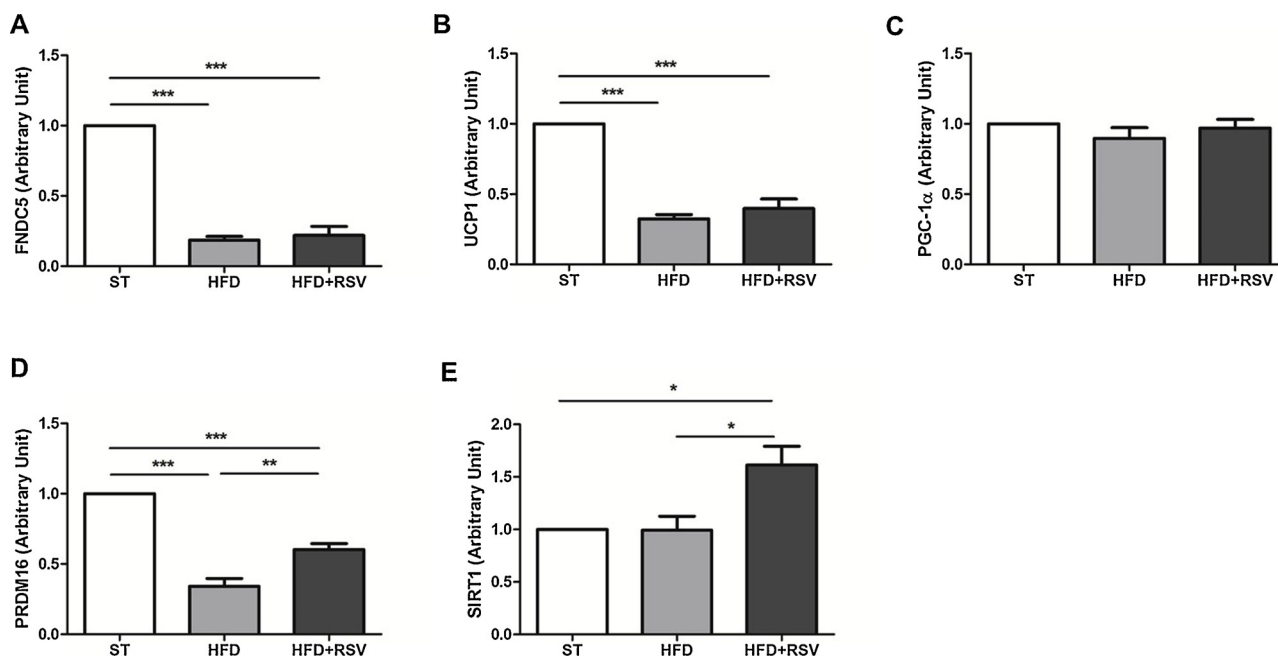 A
FNDC5 (Arbitrary Unit)
1.5
1.0
0.5
0.0
***
***
ST
HFD
HFD+RSV
B
UCP1 (Arbitrary Unit)
1.5
1.0
0.5
0.0
***
***
ST
HFD
HFD+RSV
C
PGC-1α (Arbitrary Unit)
1.5
1.0
0.5
0.0
ST
HFD
HFD+RSV
D
PRDM16 (Arbitrary Unit)
1.5
1.0
0.5
0.0
***
***
**
ST
HFD
HFD+RSV
E
SIRT1 (Arbitrary Unit)
2.0
1.5
1.0
0.5
0.0
*
*
ST
HFD
HFD+RSV